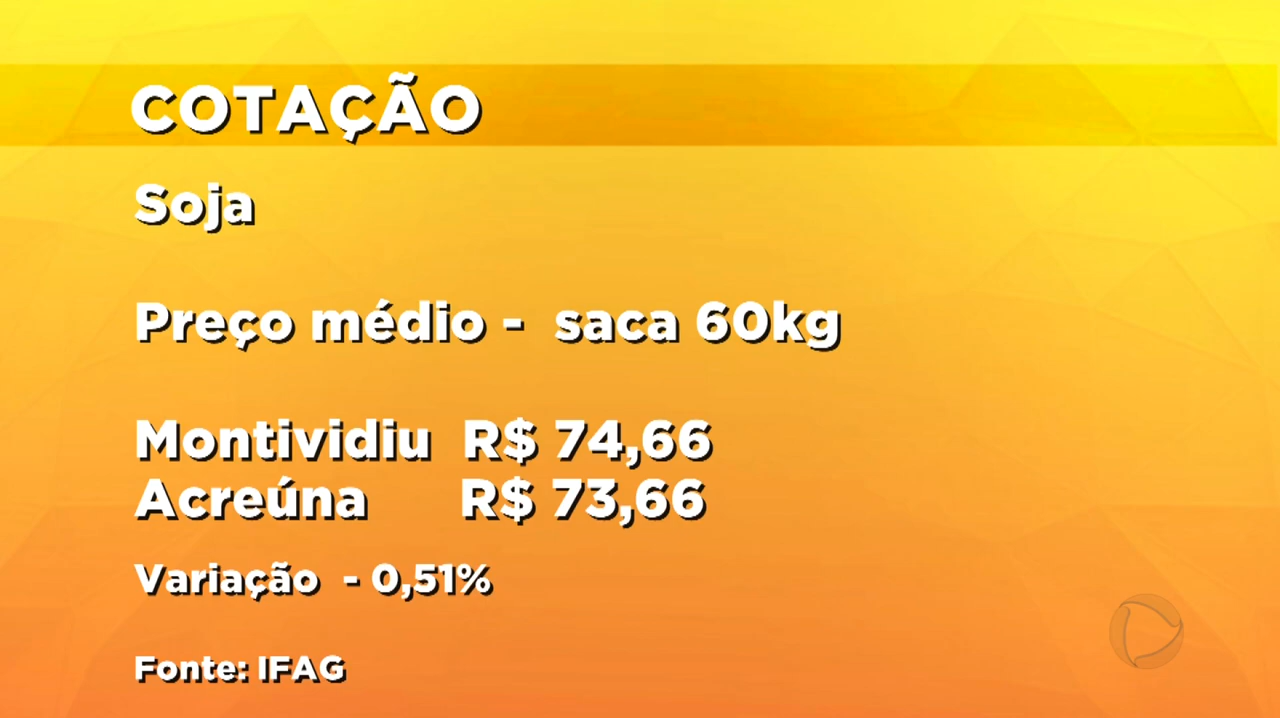 COTAÇÃO
Soja
Preço médio - saca 60kg
Montividiu R$ 74,66
Acreúna R$ 73,66
Variação - 0,51%
Fonte: IFAG